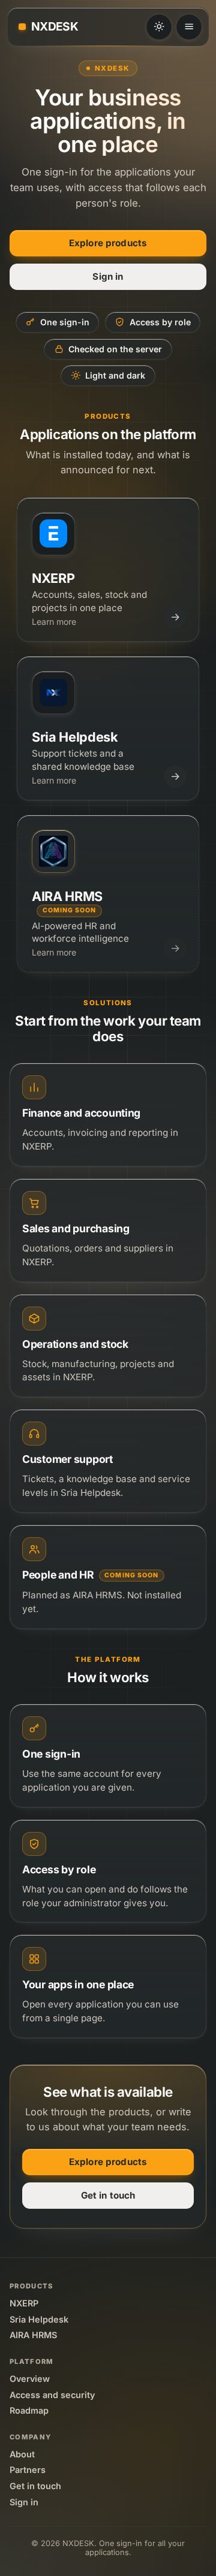 NXDESK
NXDESK
Your business
applications, in
one place
One sign-in for the applications your
team uses, with access that follows each
person's role.
Explore products
Sign in
One sign-in
Access by role
Checked on the server
Light and dark
PRODUCTS
Applications on the platform
What is installed today, and what is
announced for next.
NXERP
Accounts, sales, stock and
projects in one place
Learn more
NX
Sria Helpdesk
Support tickets and a
shared knowledge base
Learn more
AIRA HRMS
COMING SOON
AI-powered HR and
workforce intelligence
Learn more
SOLUTIONS
Start from the work your team
does
Finance and accounting
Accounts, invoicing and reporting in
NXERP.
Sales and purchasing
Quotations, orders and suppliers in
NXERP.
Operations and stock
Stock, manufacturing, projects and
assets in NXERP.
Customer support
Tickets, a knowledge base and service
levels in Sria Helpdesk.
People and HR COMING SOON
Planned as AIRA HRMS. Not installed
yet.
THE PLATFORM
How it works
One sign-in
Use the same account for every
application you are given.
Access by role
What you can open and do follows the
role your administrator gives you.
Your apps in one place
Open every application you can use
from a single page.
See what is available
Look through the products, or write
to us about what your team needs.
Explore products
Get in touch
PRODUCTS
NXERP
Sria Helpdesk
AIRA HRMS
PLATFORM
Overview
Access and security
Roadmap
COMPANY
About
Partners
Get in touch
Sign in
© 2026 NXDESK. One sign-in for all your
applications.